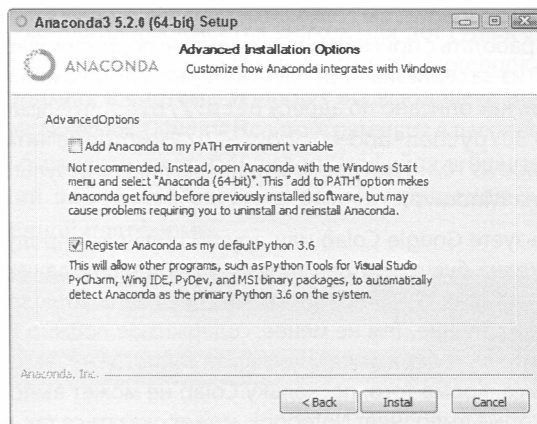 Anaconda3 5.2.0 (64-bit) Setup
Advanced Installation Options
ANACONDA
Customize how Anaconda integrates with Windows
AdvancedOptions
Add Anaconda to my PATH environment variable
Not recommended. Instead, open Anaconda with the Windows Start
menu and select "Anaconda (64-bit)". This "add to PATH"option makes
Anaconda get found before previously installed software, but may
cause problems requiring you to uninstall and reinstall Anaconda.
Register Anaconda as my default Python 3.6
This will allow other programs, such as Python Tools for Visual Studio
PyCharm, Wing IDE, PyDev, and MSI binary packages, to automatically
detect Anaconda as the primary Python 3.6 on the system.
Anaconda, Inc.
< Back
Instal
Cancel